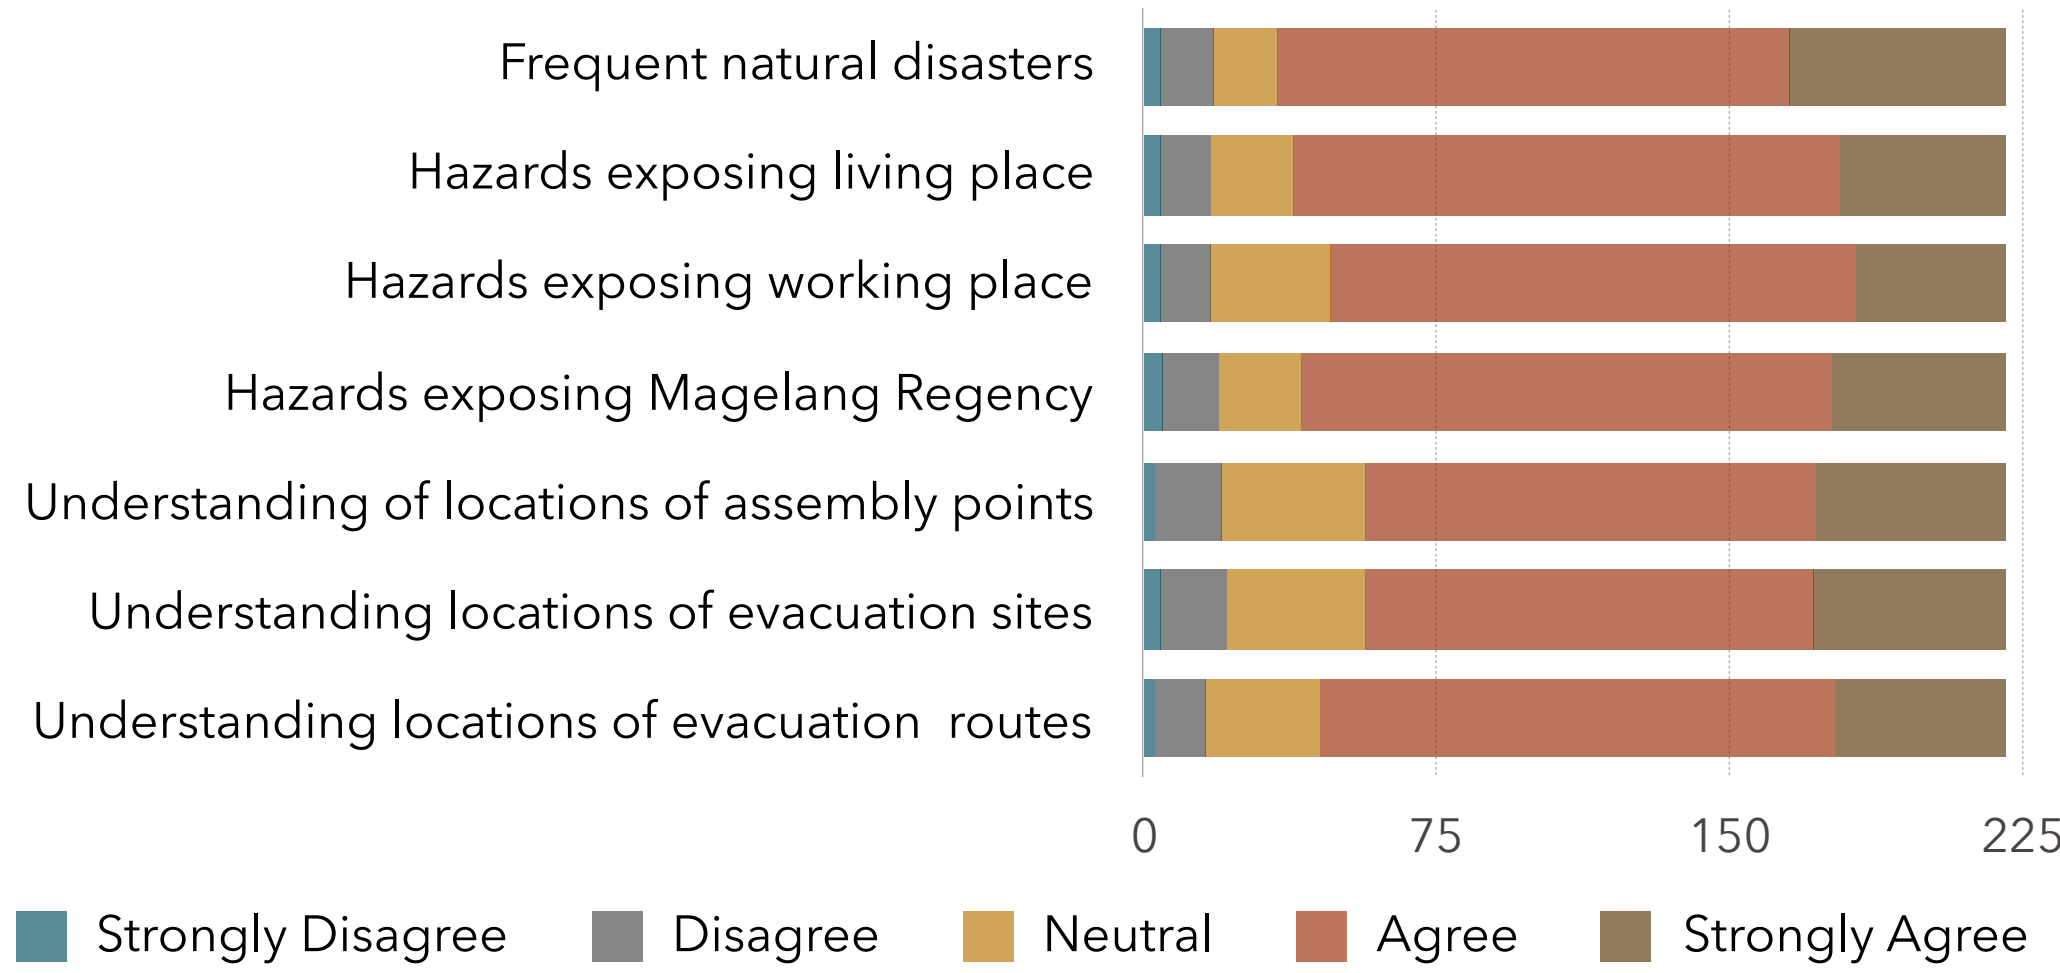 Frequent natural disasters
Hazards exposing living place
Hazards exposing working place
Hazards exposing Magelang Regency
Understanding of locations of assembly points
Understanding locations of evacuation sites
Understanding locations of evacuation  routes
0 75 150 225
Strongly Disagree Disagree Neutral Agree Strongly Agree